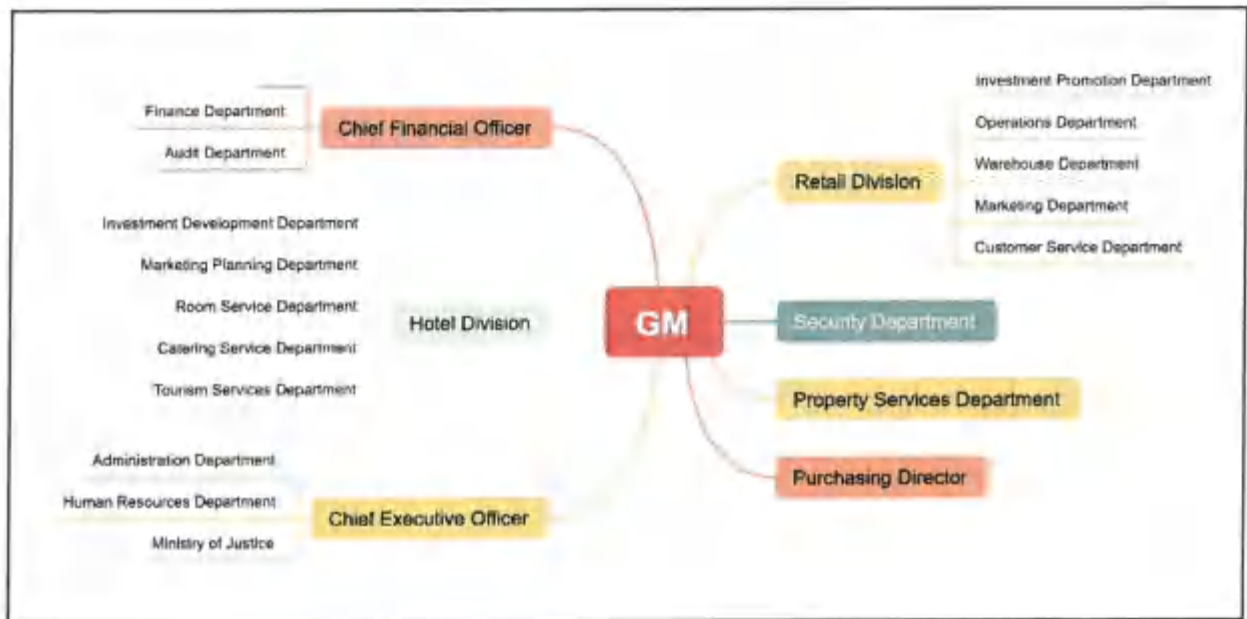 Finance Department
Audit Department
Chief Financial Officer
Investment Development Department
Marketing Planning Department
Room Service Department
Catering Service Department
Tourism Services Department
Hotel Division
Administration Department
Human Resources Department
Ministry of Justice
Chief Executive Officer
GM
Retail Division
Investment Promotion Department
Operations Department
Warehouse Department
Marketing Department
Customer Service Department
Security Department
Property Services Department
Purchasing Director